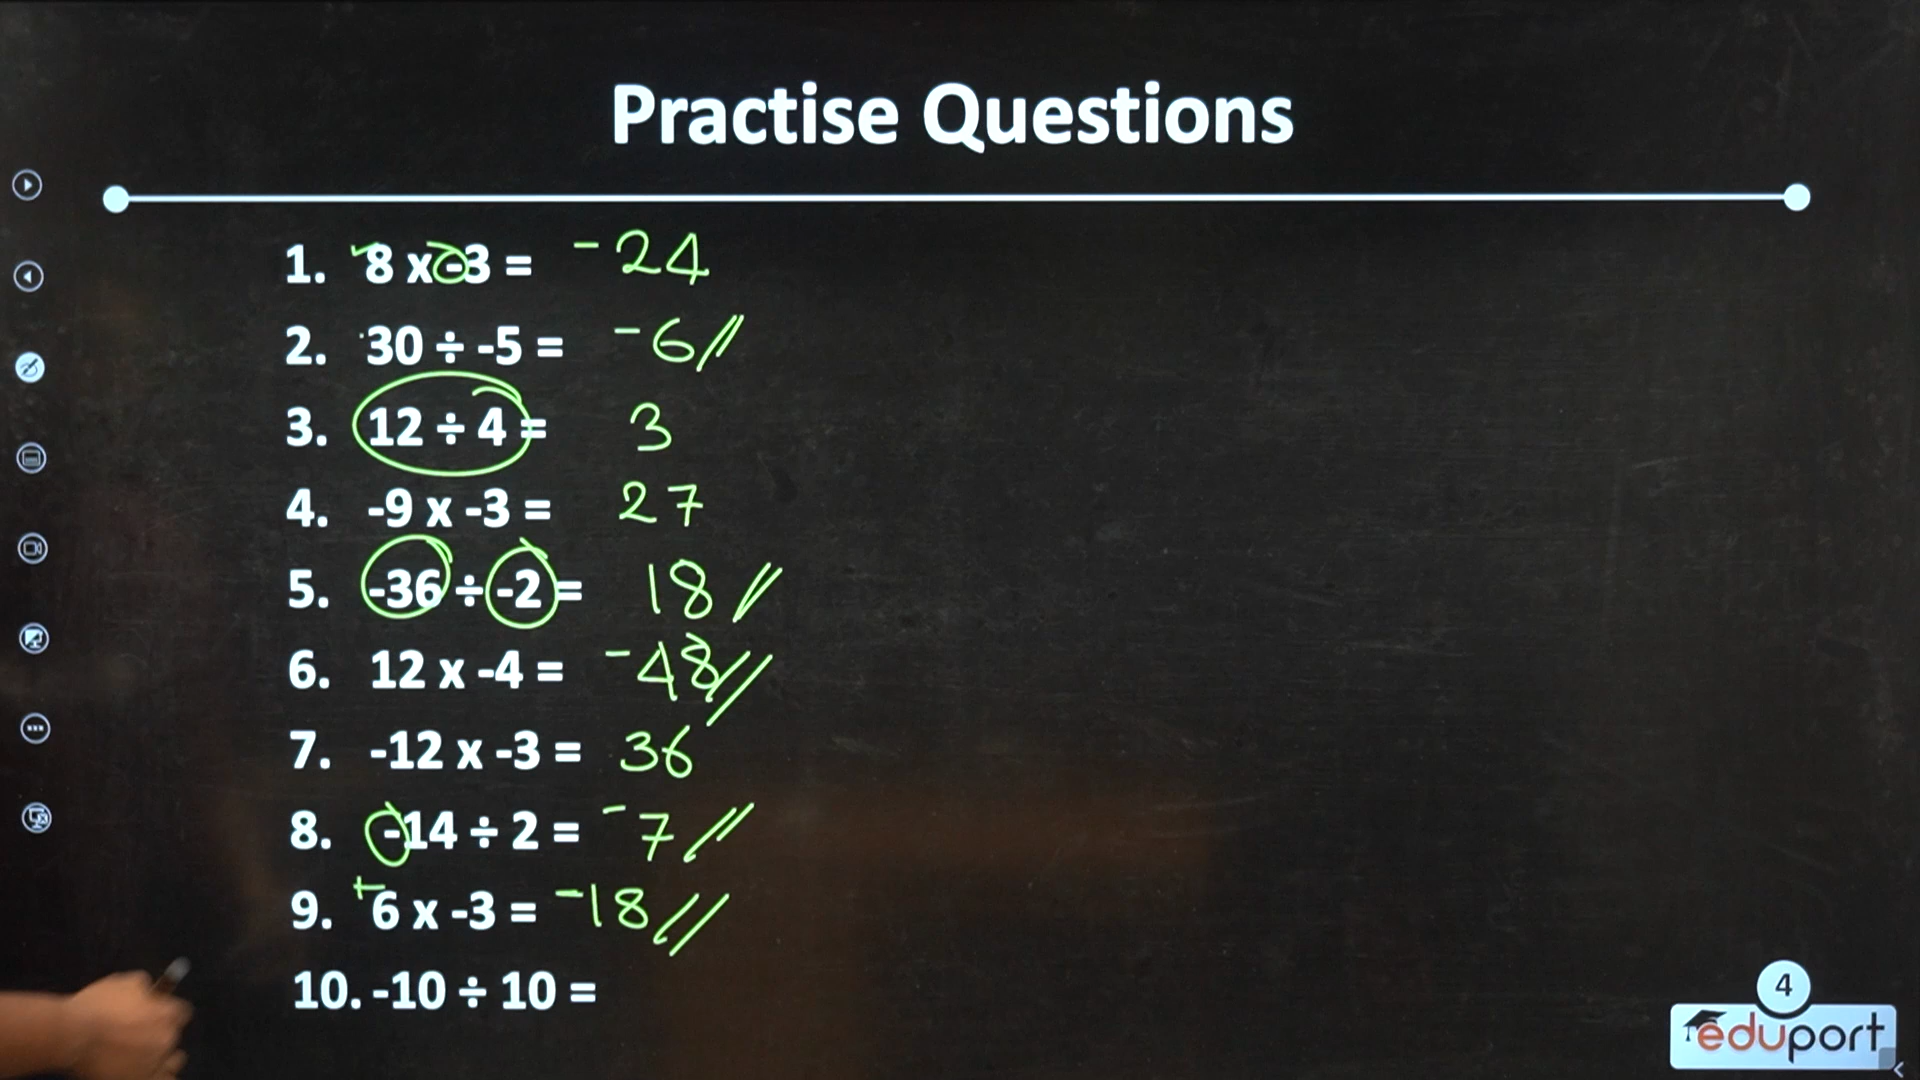 Practise Questions
1. 8 x -3 = -24
2. 30 ÷ -5 = -6//
3. 12 ÷ 4 = 3
4. -9 x -3 = 27
5. -36 ÷ -2 = 18//
6. 12 x -4 = -48//
7. -12 x -3 = 36
8. -14 ÷ 2 = -7//
9. +6 x -3 = -18//
10. -10 ÷ 10 =
4
eduport